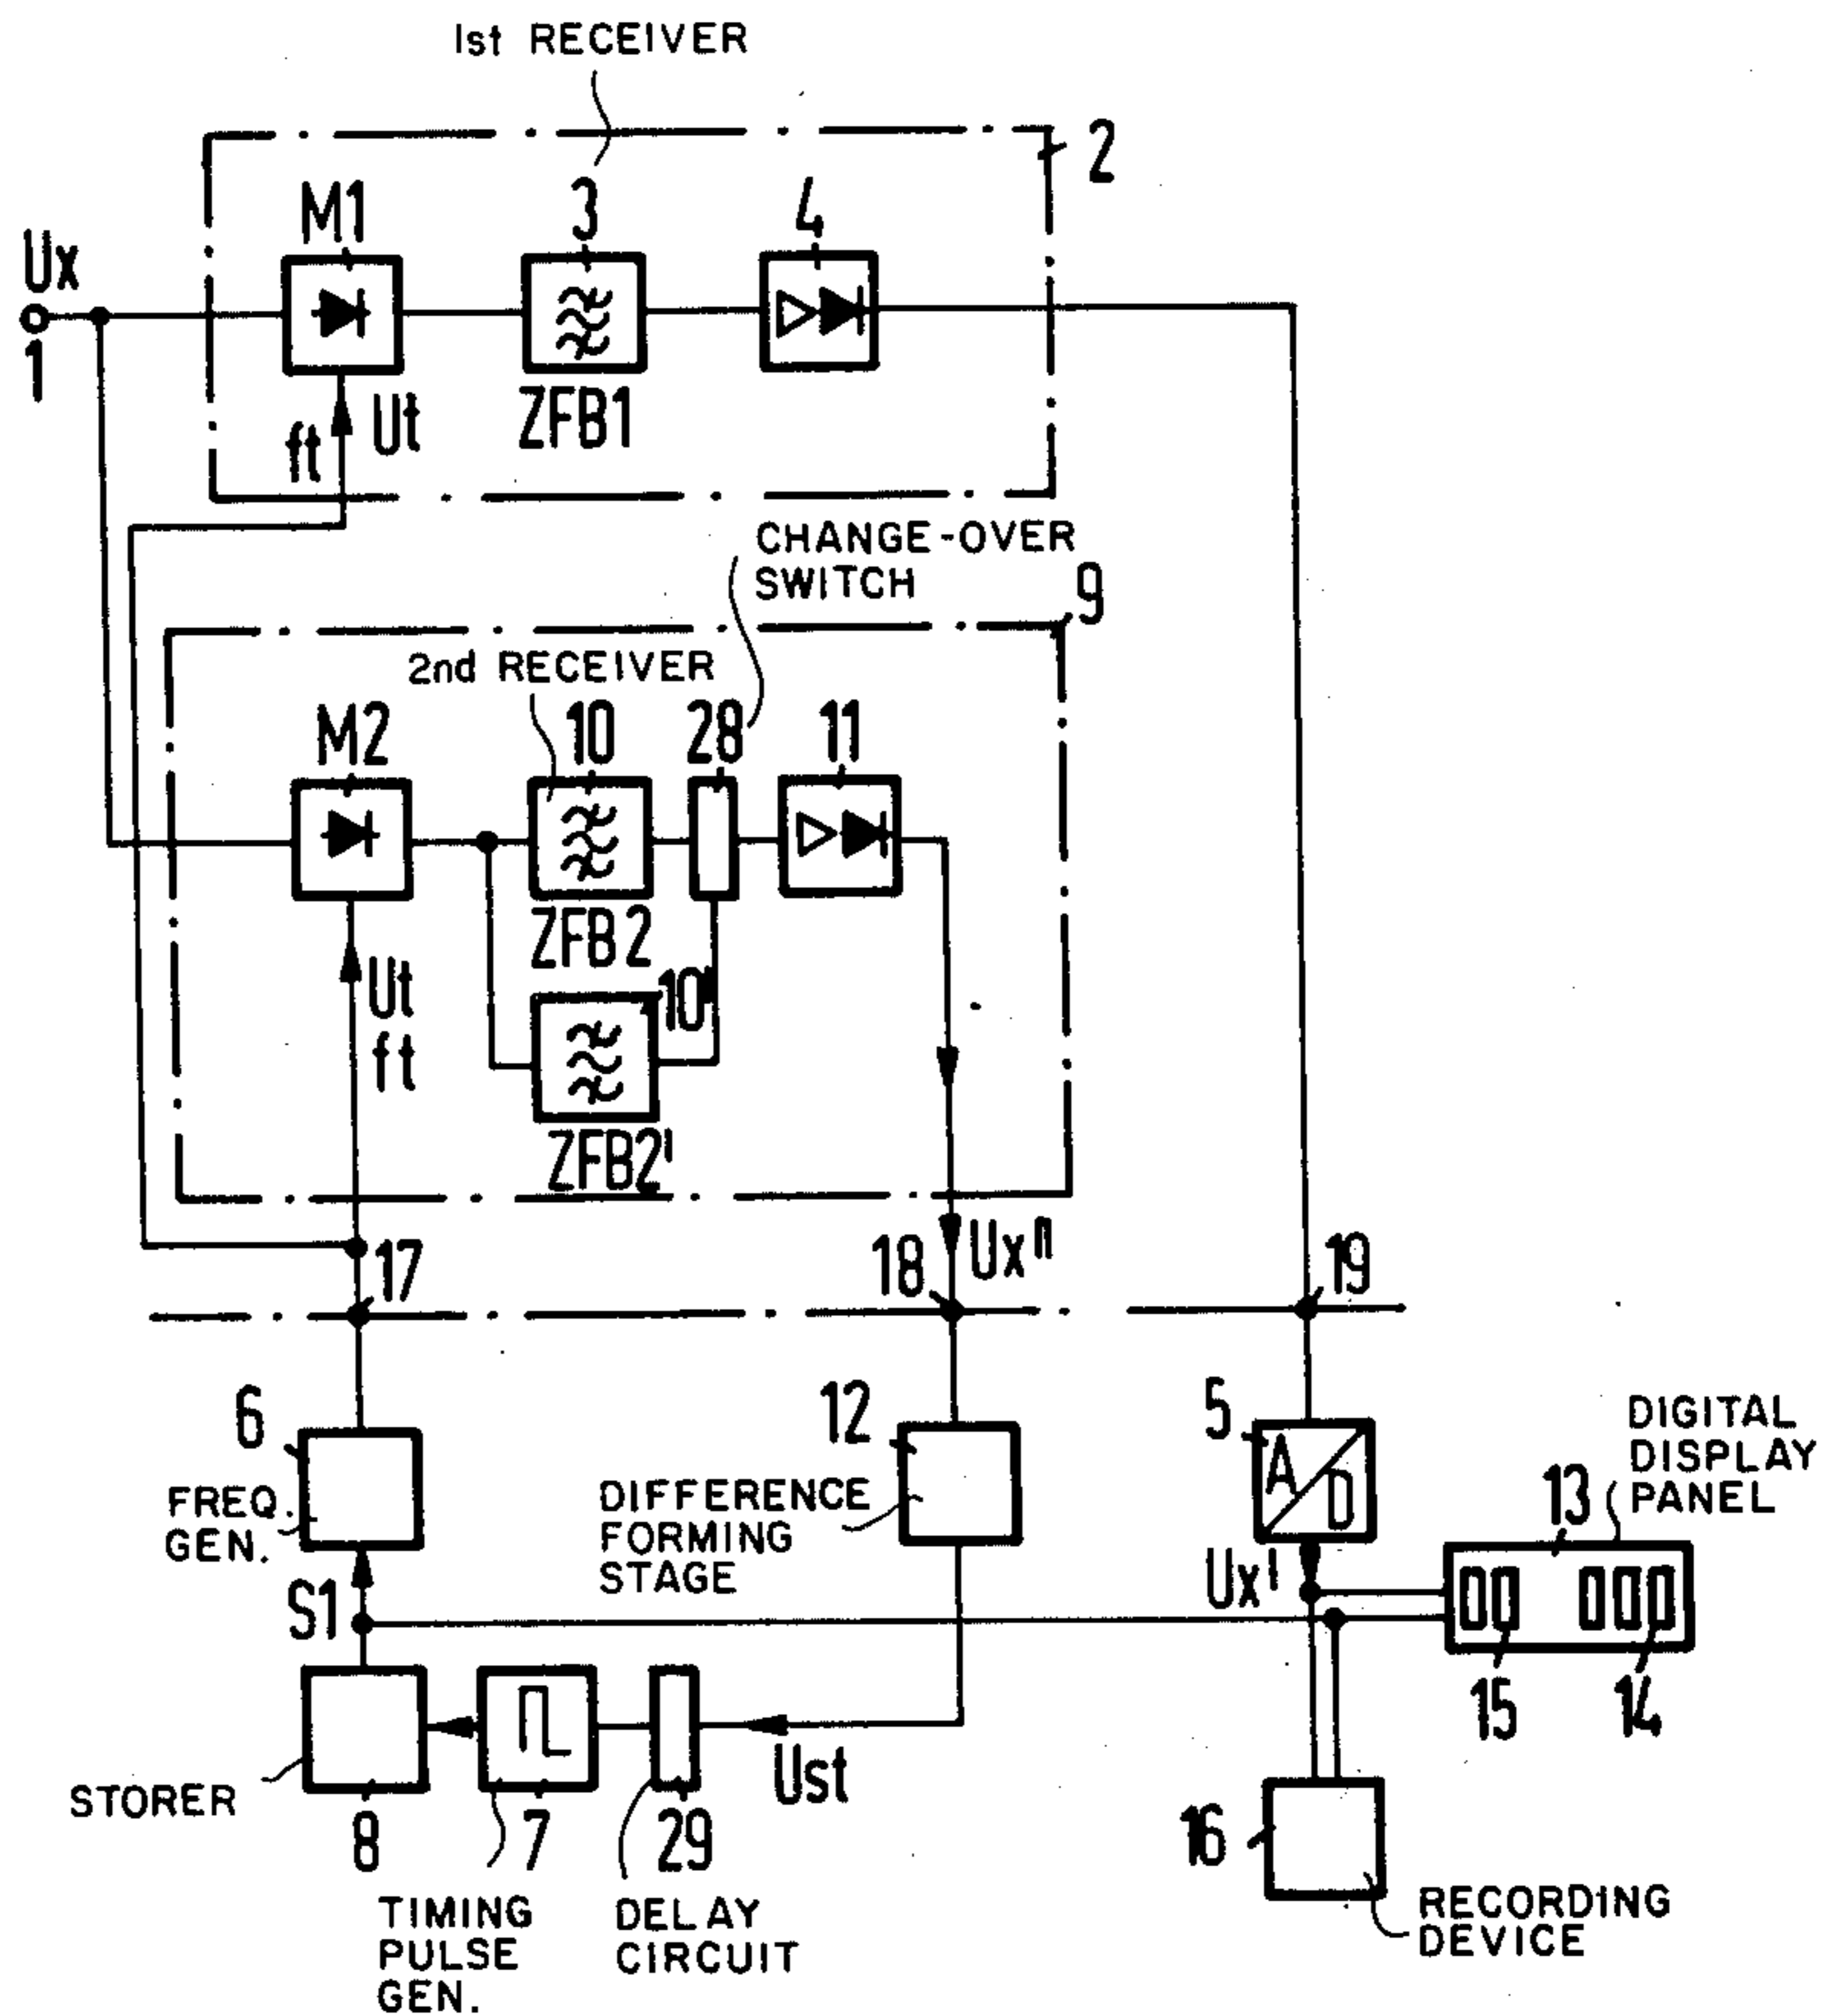 1st RECEIVER
2
M1
3
4
Ux
1
ft
Ut
ZFB1
CHANGE-OVER
SWITCH
9
2nd RECEIVER
M2
10
28
11
ZFB2
10'
Ut
ft
ZFB2'
17
18
Ux"
19
6
12
5
A
D
DIGITAL
DISPLAY
PANEL
13
FREQ.
GEN.
DIFFERENCE
FORMING
STAGE
Ux'
S1
15
14
Ust
STORER
8
7
29
16
TIMING
PULSE
GEN.
DELAY
CIRCUIT
RECORDING
DEVICE